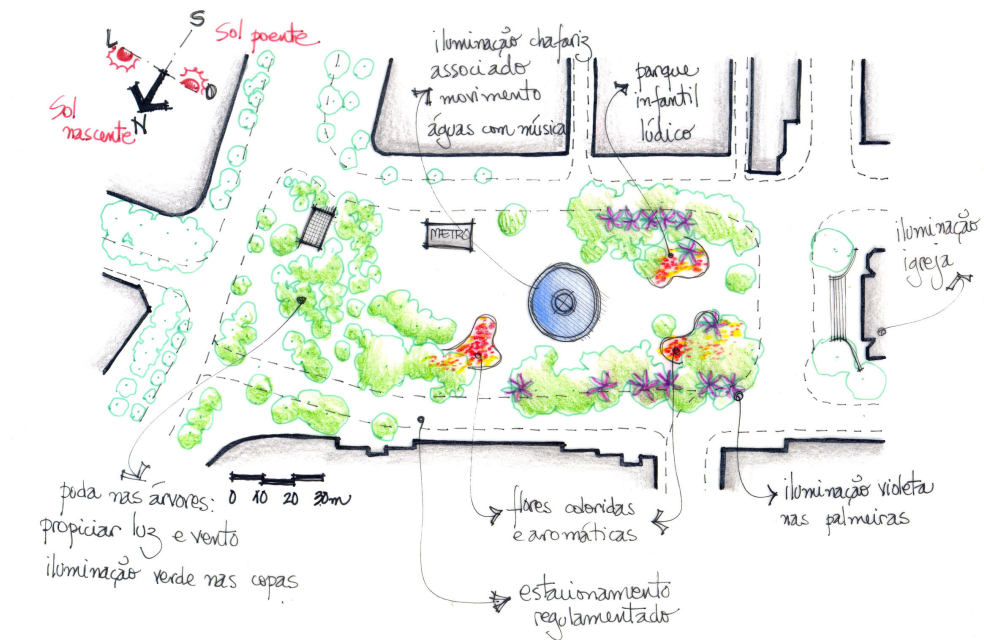 S
L
O
N
Sol poente
Sol
nascente
iluminação chafariz
associado
movimento
águas com música
parque
infantil
lúdico
METRÔ
iluminação
igreja
poda nas árvores:
propiciar luz e vento
iluminação verde nas copas
0 10 20 30m
flores coloridas
e aromáticas
iluminação violeta
nas palmeiras
estacionamento
regulamentado